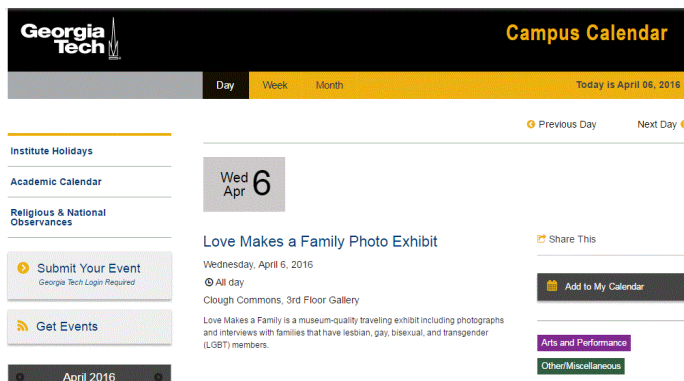 Georgia
Tech
Campus Calendar
Day Week Month Today is April 06, 2016
Previous Day Next Day
Institute Holidays
Academic Calendar
Religious & National
Observances
Submit Your Event
Georgia Tech Login Required
Get Events
April 2016
Wed
Apr 6
Love Makes a Family Photo Exhibit
Wednesday, April 6, 2016
All day
Clough Commons, 3rd Floor Gallery
Love Makes a Family is a museum-quality traveling exhibit including photographs
and interviews with families that have lesbian, gay, bisexual, and transgender
(LGBT) members.
Share This
Add to My Calendar
Arts and Performance
Other/Miscellaneous